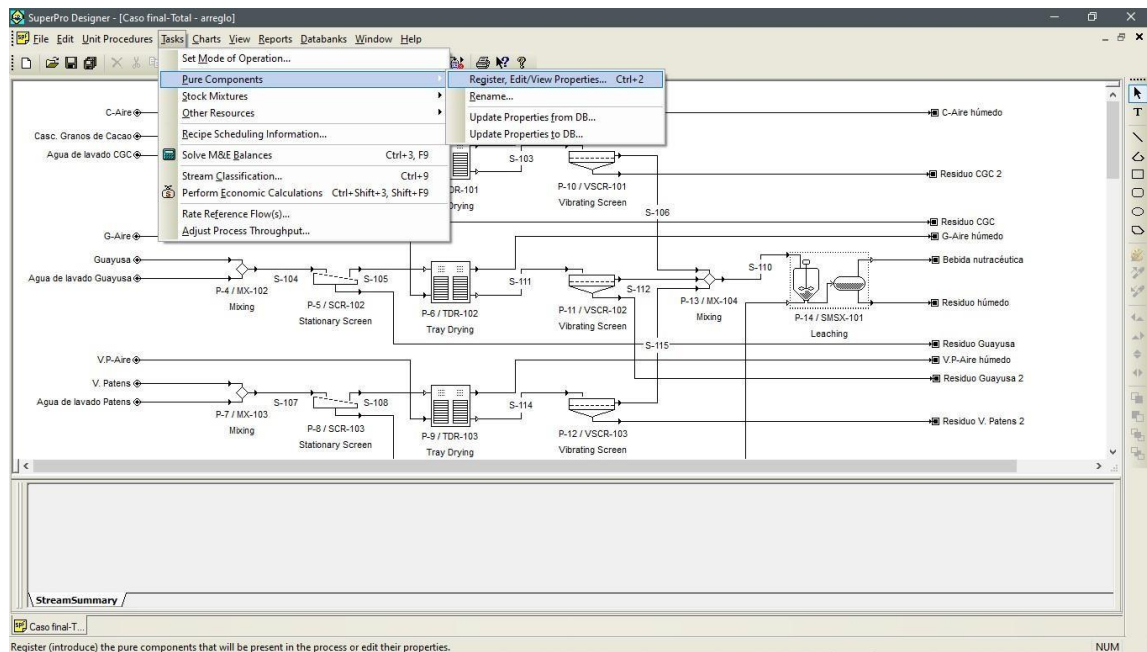 SuperPro Designer - [Caso final-Total - arreglo]
File Edit Unit Procedures Tasks Charts View Reports Databanks Window Help
Set Mode of Operation...
Pure Components
Stock Mixtures
Other Resources
Recipe Scheduling Information...
Solve M&E Balances Ctrl+3, F9
Stream Classification... Ctrl+9
Perform Economic Calculations Ctrl+Shift+3, Shift+F9
Rate Reference Flow(s)...
Adjust Process Throughput...
Register, Edit/View Properties... Ctrl+2
Rename...
Update Properties from DB...
Update Properties to DB...
C-Aire
C-Aire húmedo
Casc. Granos de Cacao
Agua de lavado CGC
S-103
Residuo CGC 2
DR-101
Drying
P-10 / VSCR-101
Vibrating Screen
S-106
Residuo CGC
G-Aire
G-Aire húmedo
Guayusa
Bebida nutracéutica
Agua de lavado Guayusa
S-104
S-105
S-111
S-112
S-110
P-4 / MX-102
Mixing
P-5 / SCR-102
Stationary Screen
P-6 / TDR-102
Tray Drying
P-11 / VSCR-102
Vibrating Screen
P-13 / MX-104
Mixing
P-14 / SMSX-101
Leaching
Residuo húmedo
S-115
Residuo Guayusa
V.P-Aire
V.P-Aire húmedo
V. Patens
Residuo Guayusa 2
Agua de lavado Patens
S-107
S-108
S-114
P-7 / MX-103
Mixing
P-8 / SCR-103
Stationary Screen
P-9 / TDR-103
Tray Drying
P-12 / VSCR-103
Vibrating Screen
Residuo V. Patens 2
StreamSummary
Caso final-T...
Register (introduce) the pure components that will be present in the process or edit their properties.
NUM